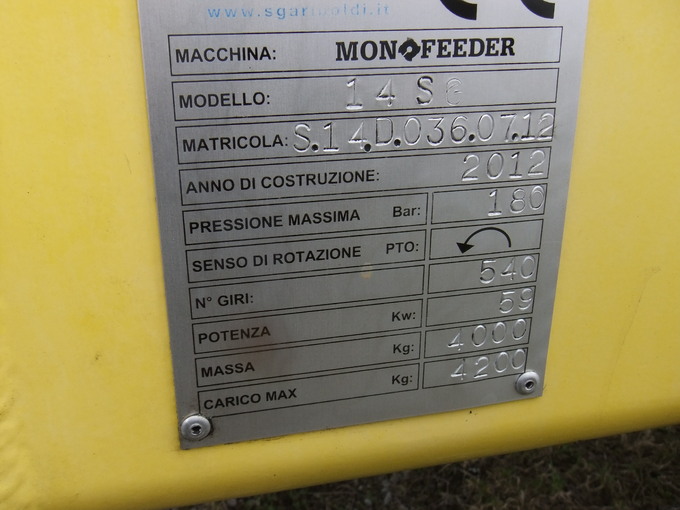 www.sgariboldi.it
MACCHINA: MONOFEEDER
MODELLO: 14 S
MATRICOLA: S.14.D.036.07.12
ANNO DI COSTRUZIONE: 2012
PRESSIONE MASSIMA Bar: 180
SENSO DI ROTAZIONE PTO:
N° GIRI: 540
POTENZA Kw: 59
MASSA Kg: 4000
CARICO MAX Kg: 4200